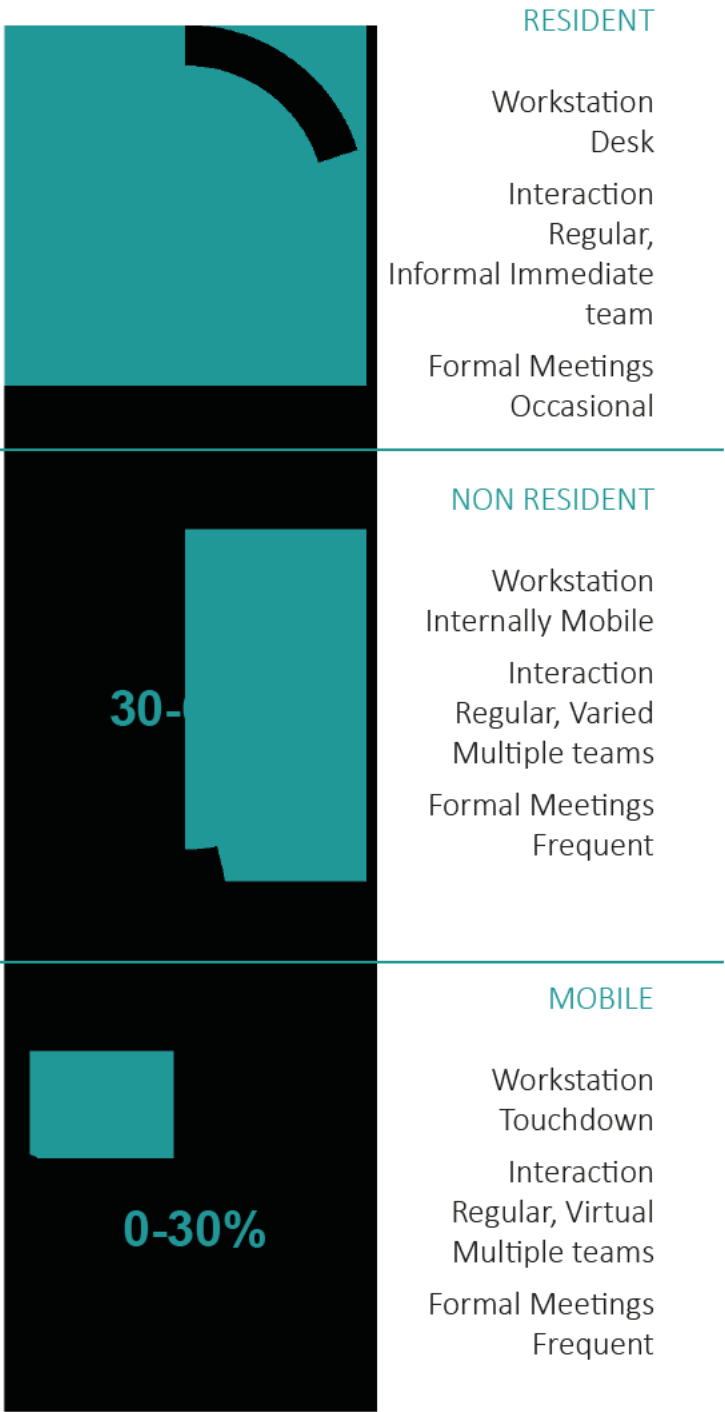 RESIDENT
Workstation
Desk
Interaction
Regular,
Informal Immediate
team
Formal Meetings
Occasional
NON RESIDENT
Workstation
Internally Mobile
Interaction
Regular, Varied
Multiple teams
Formal Meetings
Frequent
30-
MOBILE
Workstation
Touchdown
Interaction
Regular, Virtual
Multiple teams
Formal Meetings
Frequent
0-30%